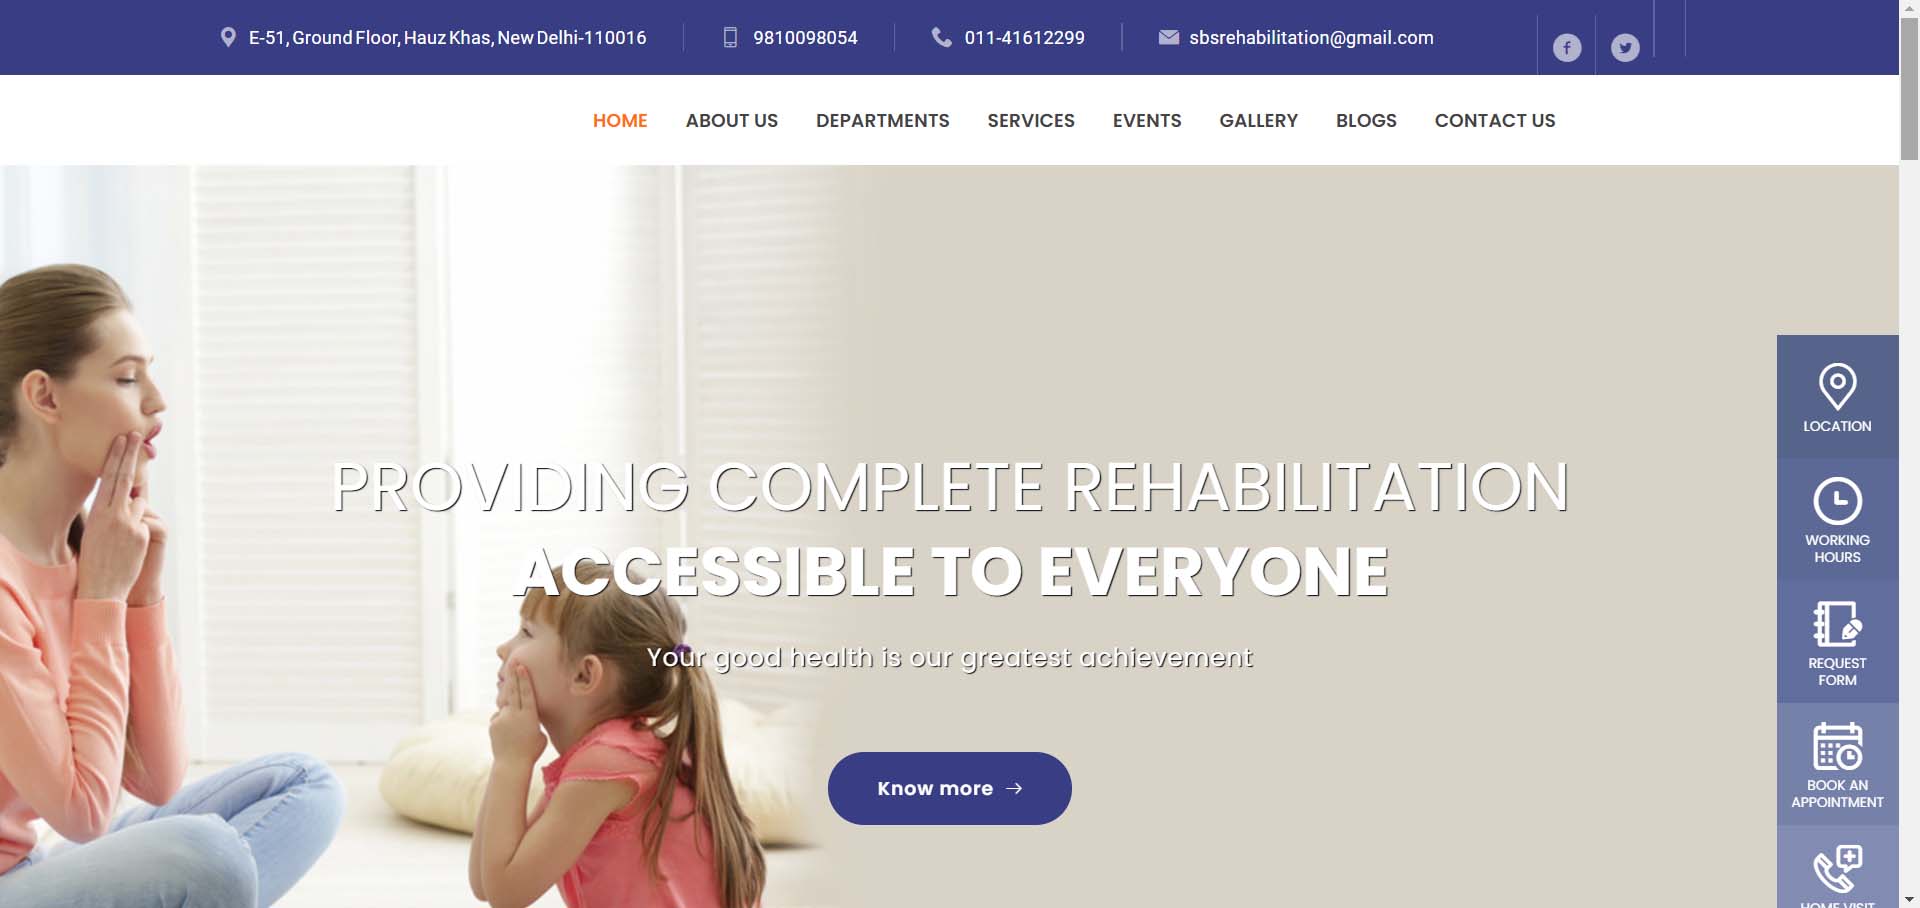 E-51, Ground Floor, Hauz Khas, New Delhi-110016
9810098054
011-41612299
sbsrehabilitation@gmail.com
HOME
ABOUT US
DEPARTMENTS
SERVICES
EVENTS
GALLERY
BLOGS
CONTACT US
PROVIDING COMPLETE REHABILITATION
ACCESSIBLE TO EVERYONE
Your good health is our greatest achievement
Know more
LOCATION
WORKING
HOURS
REQUEST
FORM
BOOK AN
APPOINTMENT
HOME VISIT